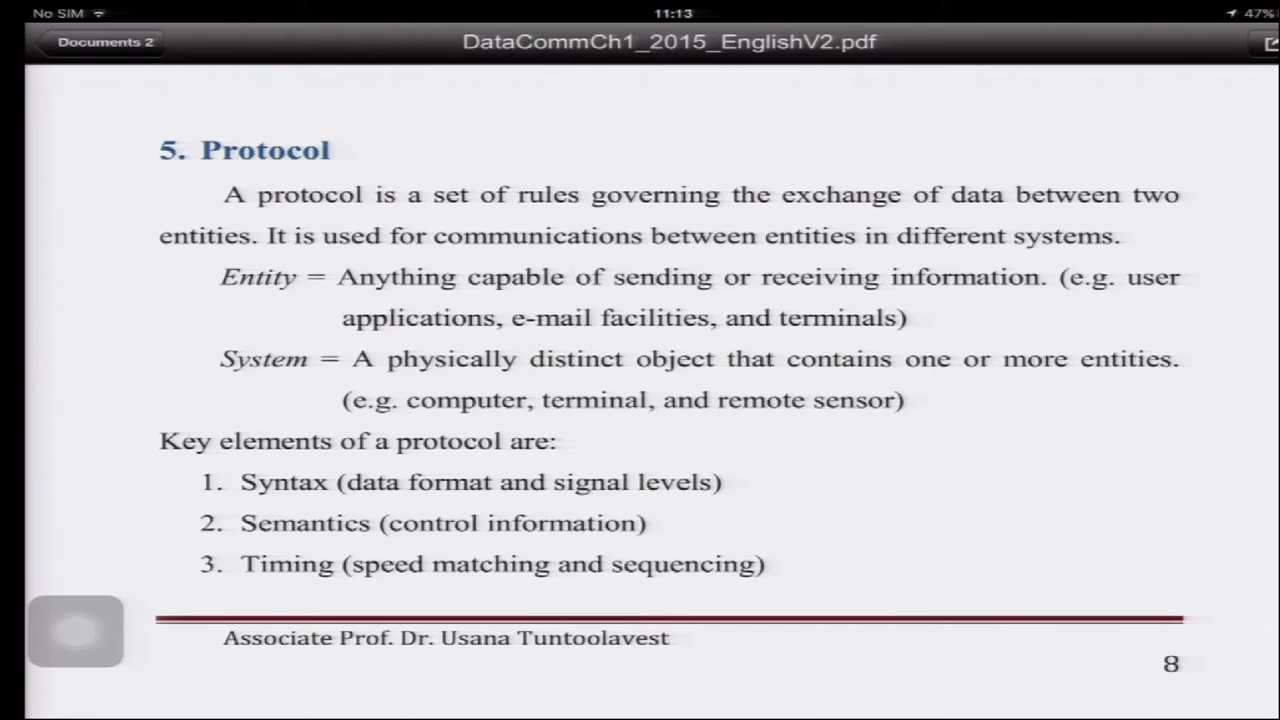 No SIM 11:13 47%
Documents 2 DataCommCh1_2015_EnglishV2.pdf
5. Protocol
A protocol is a set of rules governing the exchange of data between two
entities. It is used for communications between entities in different systems.
Entity = Anything capable of sending or receiving information. (e.g. user
applications, e-mail facilities, and terminals)
System = A physically distinct object that contains one or more entities.
(e.g. computer, terminal, and remote sensor)
Key elements of a protocol are:
1. Syntax (data format and signal levels)
2. Semantics (control information)
3. Timing (speed matching and sequencing)
Associate Prof. Dr. Usana Tuntoolavest
8